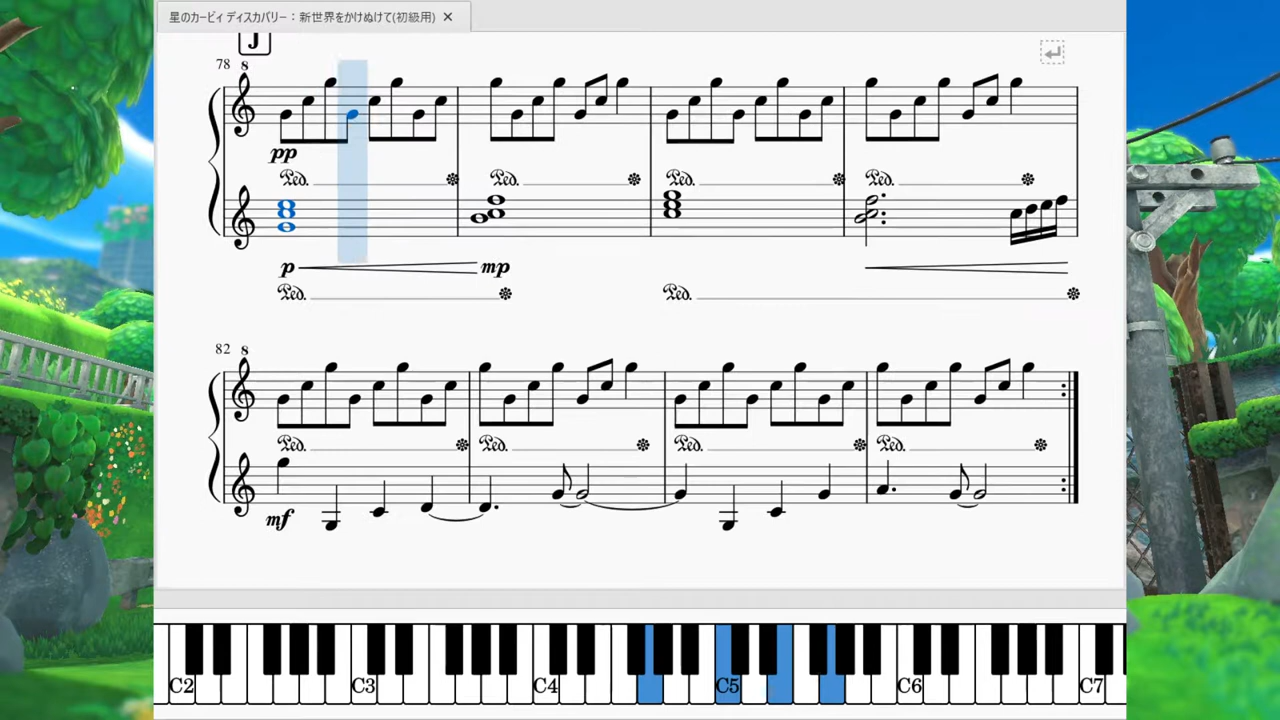 星のカービィ ディスカバリー：新世界をかけぬけて(初級用) ×
J
78 8
pp
Ped. Ped. Ped. Ped.
p mp
Ped. Ped.
82 8
Ped. Ped. Ped. Ped.
mf
C2 C3 C4 C5 C6 C7